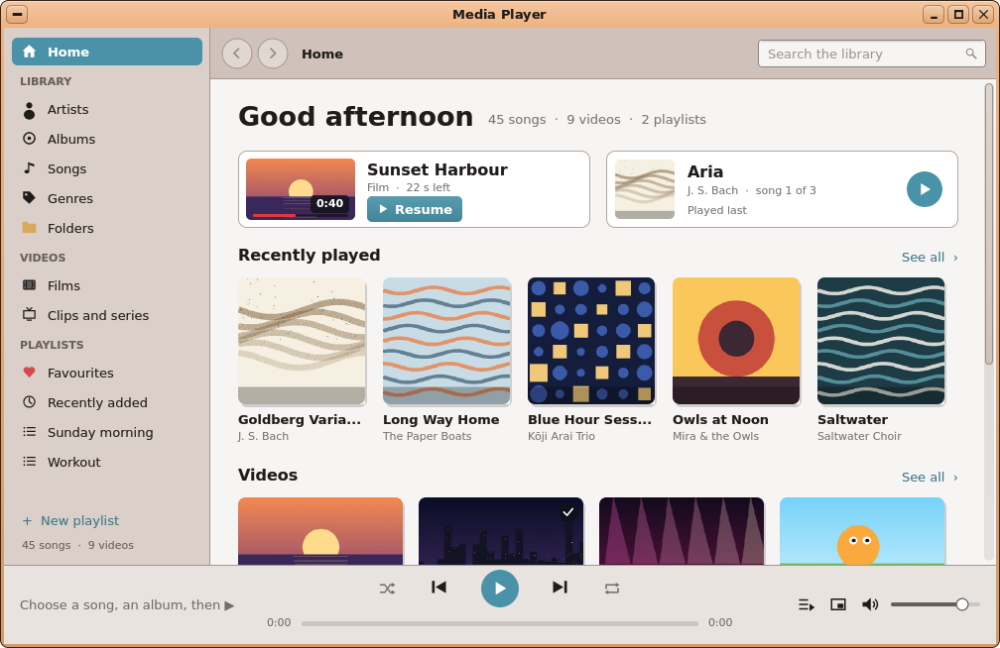 Media Player
Home
LIBRARY
Artists
Albums
Songs
Genres
Folders
VIDEOS
Films
Clips and series
PLAYLISTS
Favourites
Recently added
Sunday morning
Workout
+ New playlist
45 songs · 9 videos
Home
Search the library
Good afternoon 45 songs · 9 videos · 2 playlists
0:40
Sunset Harbour
Film · 22 s left
Resume
Aria
J. S. Bach · song 1 of 3
Played last
Recently played See all ›
Goldberg Varia...
J. S. Bach
Long Way Home
The Paper Boats
Blue Hour Sess...
Kōji Arai Trio
Owls at Noon
Mira & the Owls
Saltwater
Saltwater Choir
Videos See all ›
Choose a song, an album, then ▶
0:00 0:00